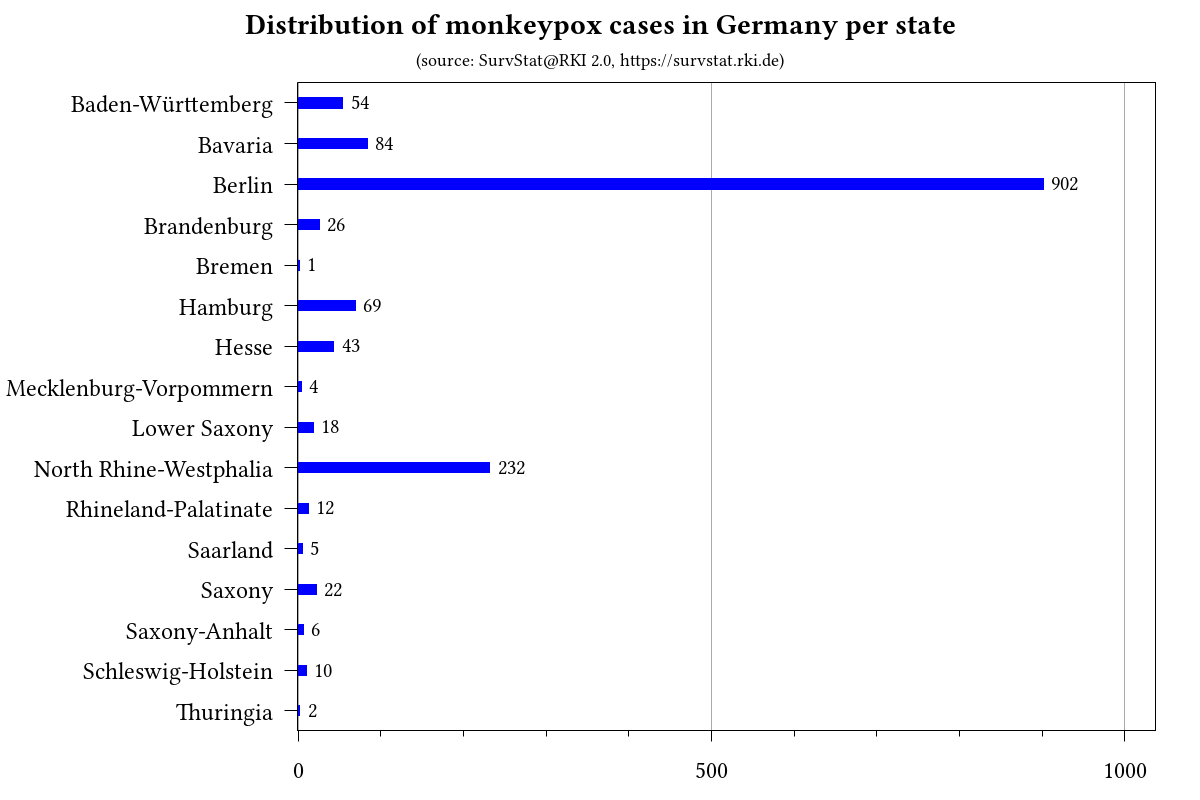 Distribution of monkeypox cases in Germany per state
(source: SurvStat@RKI 2.0, https://survstat.rki.de)
Baden-Württemberg 54
Bavaria 84
Berlin 902
Brandenburg 26
Bremen 1
Hamburg 69
Hesse 43
Mecklenburg-Vorpommern 4
Lower Saxony 18
North Rhine-Westphalia 232
Rhineland-Palatinate 12
Saarland 5
Saxony 22
Saxony-Anhalt 6
Schleswig-Holstein 10
Thuringia 2
0 500 1000